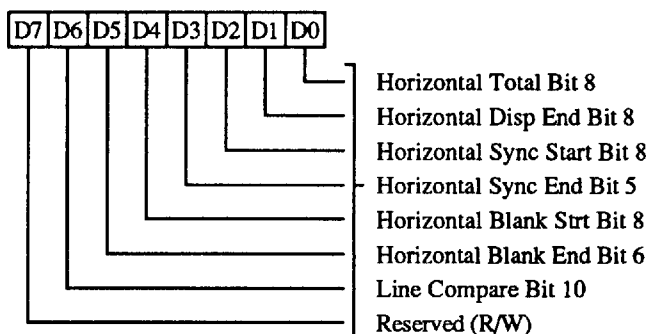 D7 D6 D5 D4 D3 D2 D1 D0
Horizontal Total Bit 8
Horizontal Disp End Bit 8
Horizontal Sync Start Bit 8
Horizontal Sync End Bit 5
Horizontal Blank Strt Bit 8
Horizontal Blank End Bit 6
Line Compare Bit 10
Reserved (R/W)